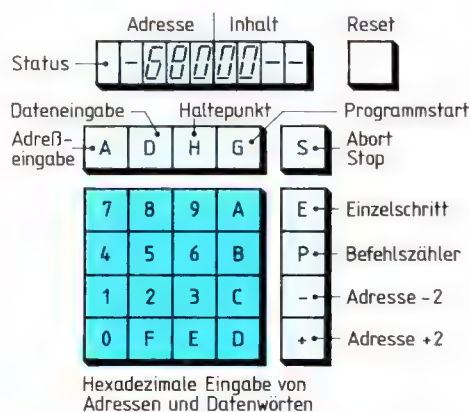 Adresse Inhalt Reset
Status -68000--
Dateneingabe Haltepunkt Programmstart
Adreß-
eingabe A D H G S Abort
Stop
7 8 9 A E Einzelschritt
4 5 6 B P Befehlszähler
1 2 3 C - Adresse -2
0 F E D + Adresse +2
Hexadezimale Eingabe von
Adressen und Datenwörten